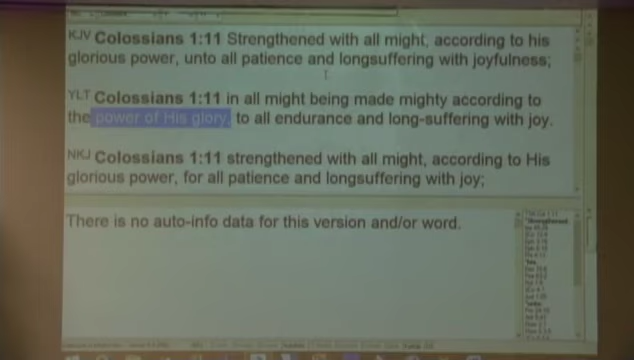 KJV Colossians 1:11 Strengthened with all might, according to his
glorious power, unto all patience and longsuffering with joyfulness;
YLT Colossians 1:11 in all might being made mighty according to
the power of His glory, to all endurance and long-suffering with joy.
NKJ Colossians 1:11 strengthened with all might, according to His
glorious power, for all patience and longsuffering with joy;
There is no auto-info data for this version and/or word.